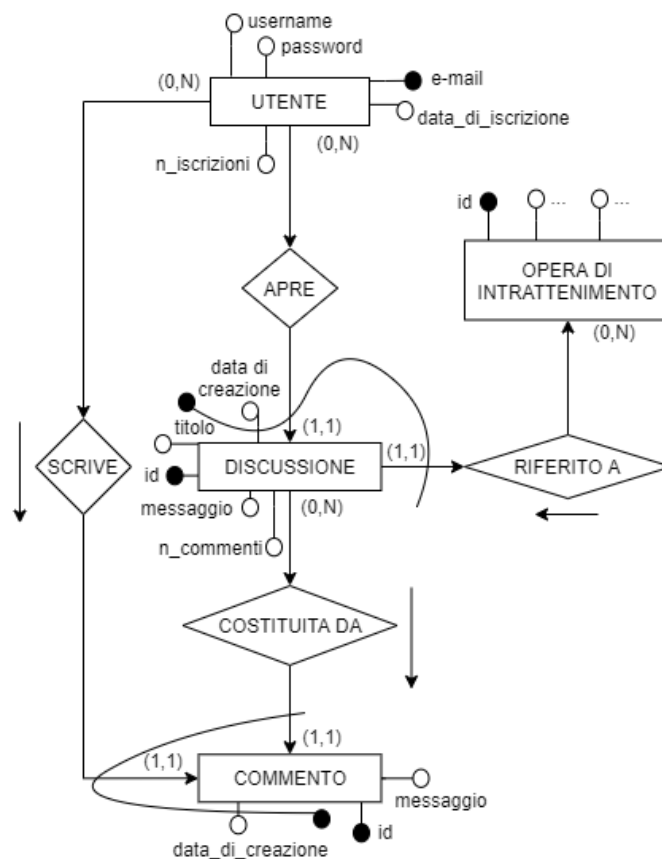 username
password
(0,N)
e-mail
UTENTE
data_di_iscrizione
(0,N)
n_iscrizioni
id
...
...
OPERA DI
INTRATTENIMENTO
APRE
(0,N)
data di
creazione
titolo
(1,1)
(1,1)
SCRIVE
DISCUSSIONE
RIFERITO A
id
messaggio
(0,N)
n_commenti
COSTITUITA DA
(1,1)
(1,1)
COMMENTO
messaggio
id
data_di_creazione